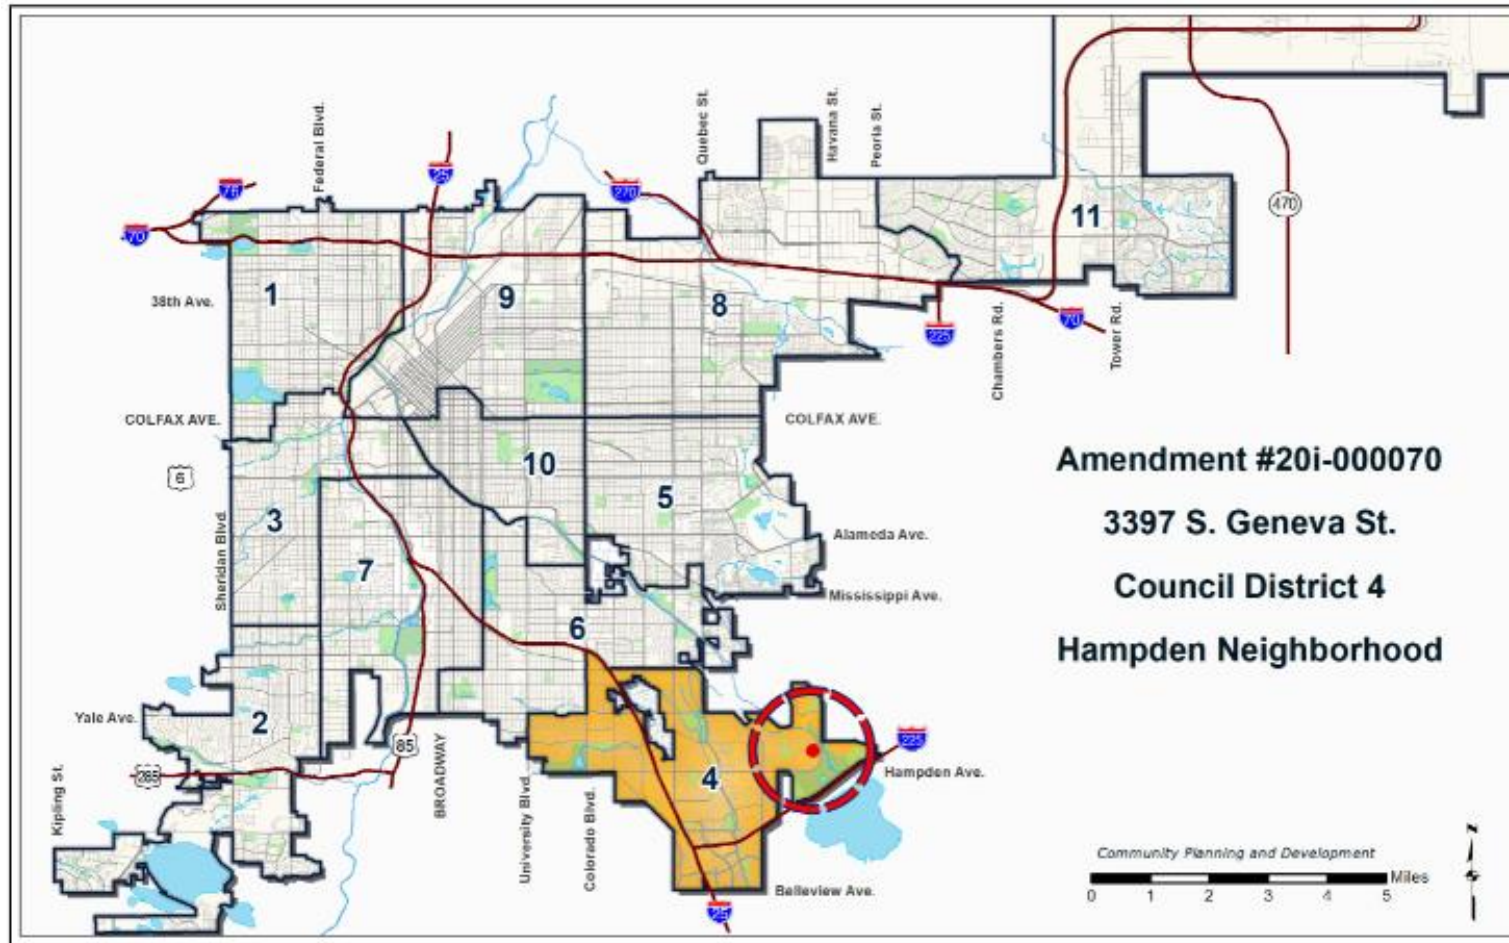 Federal Blvd.
Quebec St.
Havana St.
Peoria St.
76
25
270
470
70
11
1
9
8
38th Ave.
225
70
Chambers Rd.
Tower Rd.
COLFAX AVE.
COLFAX AVE.
6
10
5
3
7
Sheridan Blvd.
Alameda Ave.
Mississippi Ave.
6
Amendment #20i-000070
3397 S. Geneva St.
Council District 4
Hampden Neighborhood
Yale Ave.
2
85
BROADWAY
285
4
225
Hampden Ave.
Kipling St.
University Blvd.
Colorado Blvd.
Belleview Ave.
25
Community Planning and Development
Miles
0 1 2 3 4 5
N